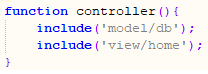 function controller(){
    include('model/db');
    include('view/home');
}